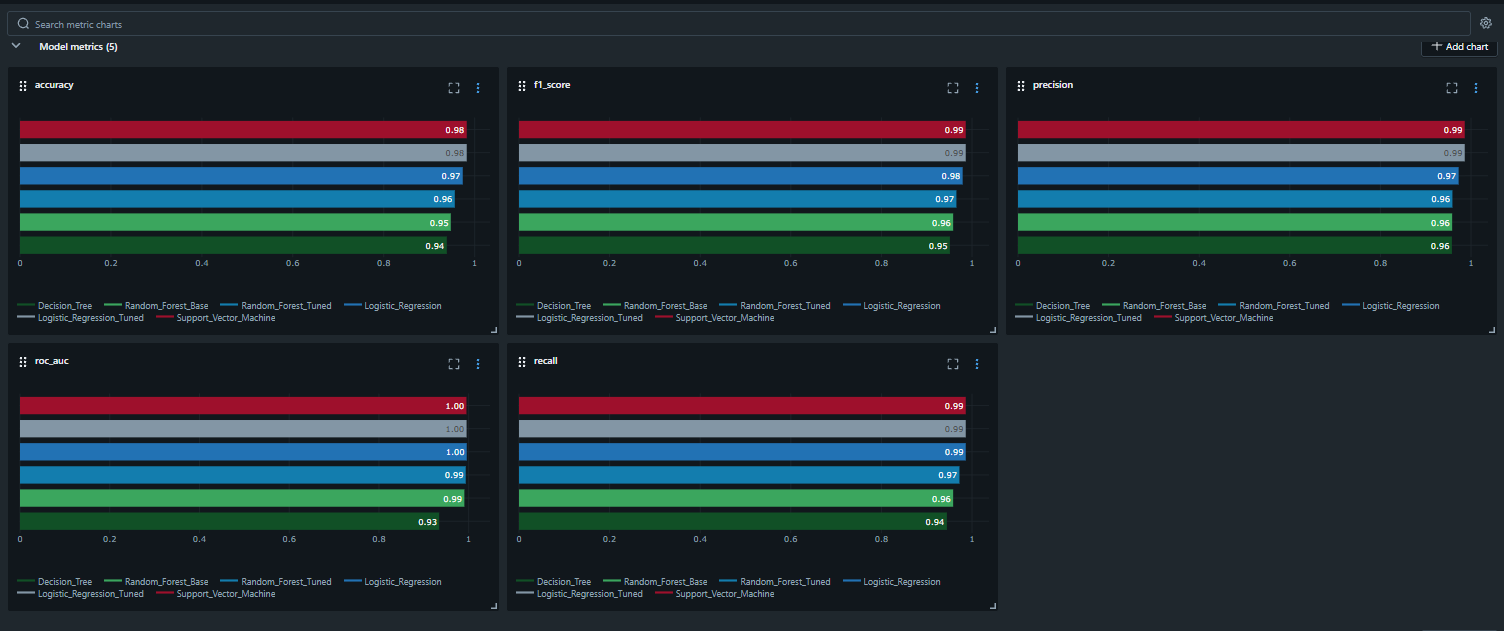 Search metric charts
Model metrics (5)
+ Add chart
accuracy
0.98
0.98
0.97
0.96
0.95
0.94
0 0.2 0.4 0.6 0.8 1
Decision_Tree Random_Forest_Base Random_Forest_Tuned Logistic_Regression
Logistic_Regression_Tuned Support_Vector_Machine
f1_score
0.99
0.99
0.98
0.97
0.96
0.95
0 0.2 0.4 0.6 0.8 1
Decision_Tree Random_Forest_Base Random_Forest_Tuned Logistic_Regression
Logistic_Regression_Tuned Support_Vector_Machine
precision
0.99
0.99
0.97
0.96
0.96
0.96
0 0.2 0.4 0.6 0.8 1
Decision_Tree Random_Forest_Base Random_Forest_Tuned Logistic_Regression
Logistic_Regression_Tuned Support_Vector_Machine
roc_auc
1.00
1.00
1.00
0.99
0.99
0.93
0 0.2 0.4 0.6 0.8 1
Decision_Tree Random_Forest_Base Random_Forest_Tuned Logistic_Regression
Logistic_Regression_Tuned Support_Vector_Machine
recall
0.99
0.99
0.99
0.97
0.96
0.94
0 0.2 0.4 0.6 0.8 1
Decision_Tree Random_Forest_Base Random_Forest_Tuned Logistic_Regression
Logistic_Regression_Tuned Support_Vector_Machine